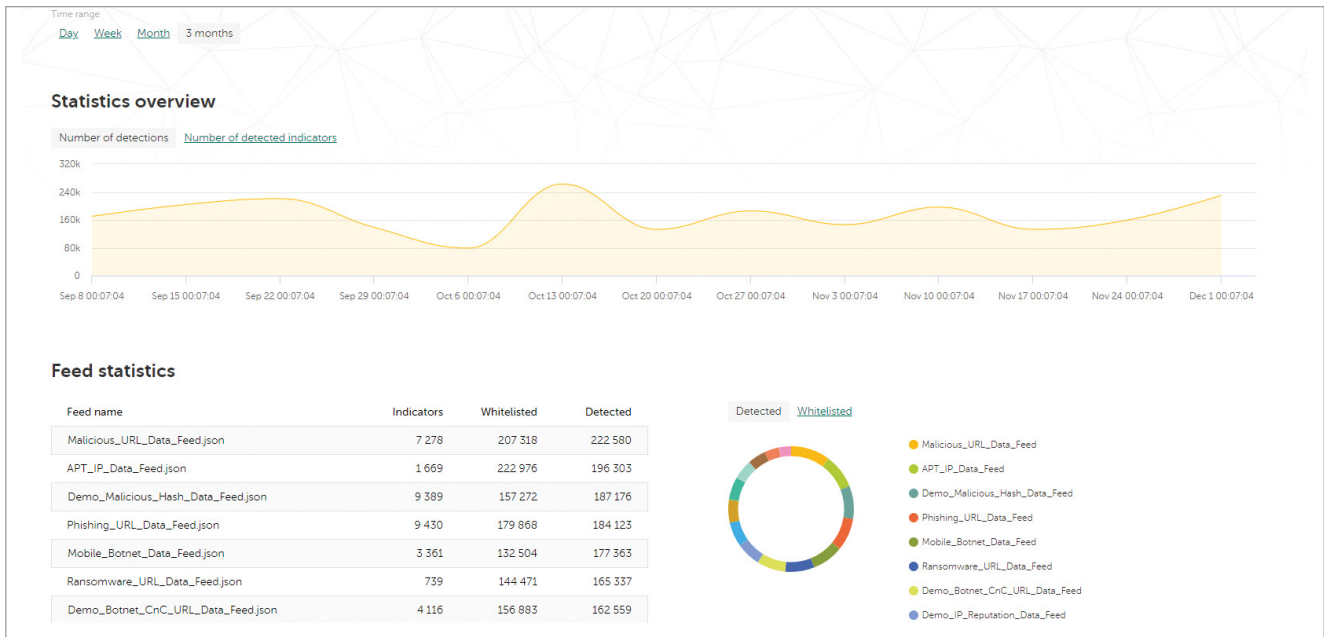 Time range
Day Week Month 3 months
Statistics overview
Number of detections Number of detected indicators
320k
240k
160k
80k
0
Sep 8 00:07:04 Sep 15 00:07:04 Sep 22 00:07:04 Sep 29 00:07:04 Oct 6 00:07:04 Oct 13 00:07:04 Oct 20 00:07:04 Oct 27 00:07:04 Nov 3 00:07:04 Nov 10 00:07:04 Nov 17 00:07:04 Nov 24 00:07:04 Dec 1 00:07:04
Feed statistics
Feed name Indicators Whitelisted Detected
Malicious_URL_Data_Feed.json 7 278 207 318 222 580
APT_IP_Data_Feed.json 1 669 222 976 196 303
Demo_Malicious_Hash_Data_Feed.json 9 389 157 272 187 176
Phishing_URL_Data_Feed.json 9 430 179 868 184 123
Mobile_Botnet_Data_Feed.json 3 361 132 504 177 363
Ransomware_URL_Data_Feed.json 739 144 471 165 337
Demo_Botnet_CnC_URL_Data_Feed.json 4 116 156 883 162 559
Detected Whitelisted
Malicious_URL_Data_Feed
APT_IP_Data_Feed
Demo_Malicious_Hash_Data_Feed
Phishing_URL_Data_Feed
Mobile_Botnet_Data_Feed
Ransomware_URL_Data_Feed
Demo_Botnet_CnC_URL_Data_Feed
Demo_IP_Reputation_Data_Feed